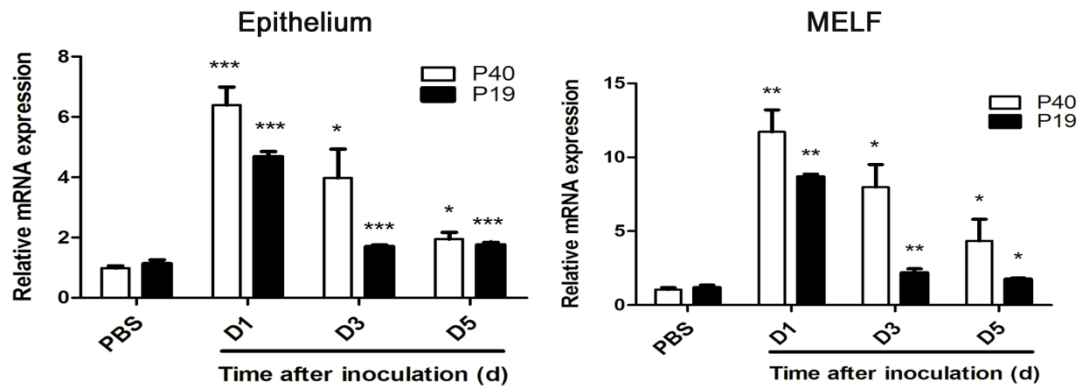 Epithelium
Relative mRNA expression
8
6
4
2
0
P40
P19
***
***
*
***
*
***
PBS
D1
D3
D5
Time after inoculation (d)
MELF
Relative mRNA expression
15
10
5
0
P40
P19
**
**
*
**
*
*
PBS
D1
D3
D5
Time after inoculation (d)